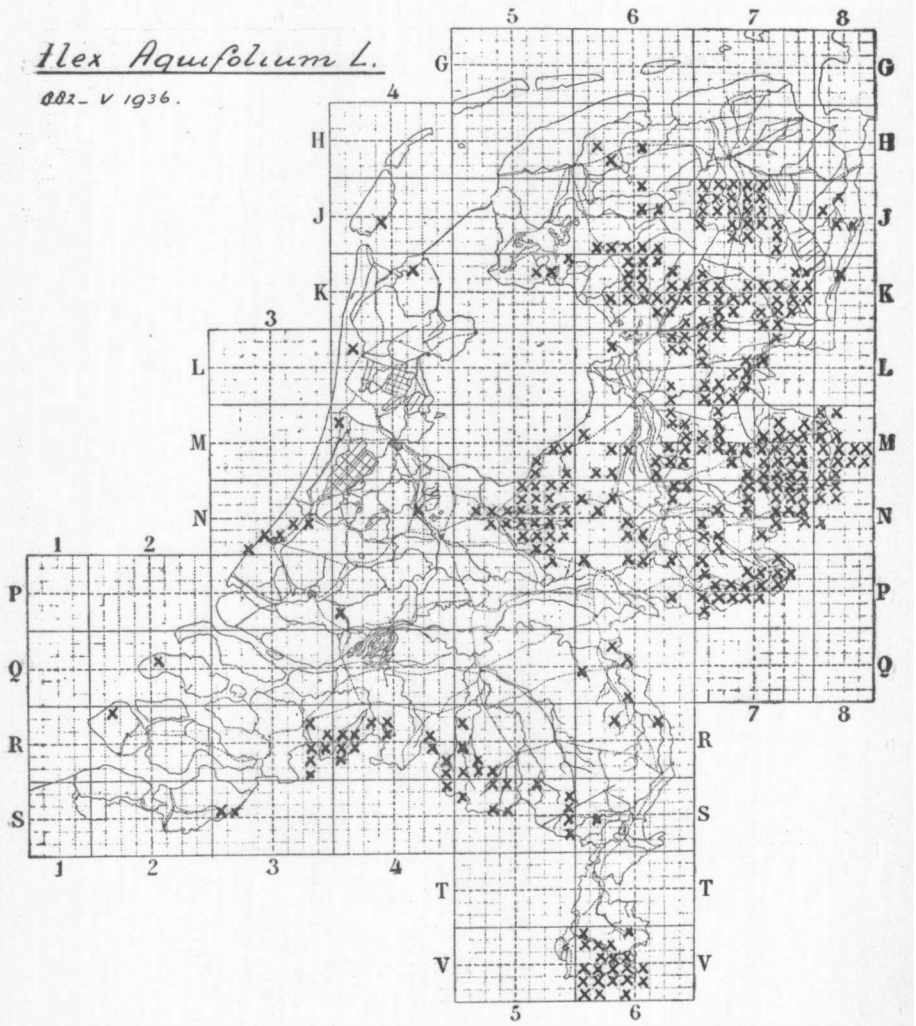 Ilex Aquifolium L.
V 1936.
5 6 7 8
G G
4
H H
J J
K K
3
L L
M M
N N
1 2
P P
Q Q
7 8
R R
S S
1 2 3 4
T T
V V
5 6